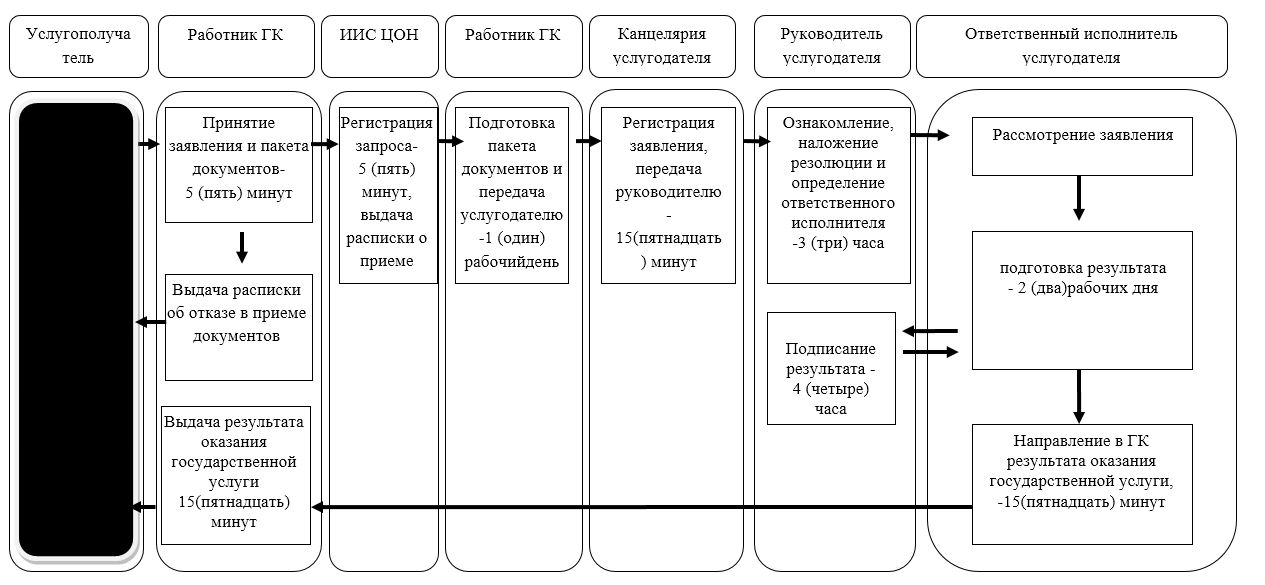 Услугополуча
тель
Работник ГК
ИИС ЦОН
Работник ГК
Канцелярия
услугодателя
Руководитель
услугодателя
Ответственный исполнитель
услугодателя
Принятие
заявления и пакета
документов-
5 (пять) минут
Выдача расписки
об отказе в приеме
документов
Выдача результата
оказания
государственной
услуги
15(пятнадцать)
минут
Регистрация
запроса-
5 (пять)
минут,
выдача
расписки о
приеме
Подготовка
пакета
документов и
передача
услугодателю
-1 (один)
рабочийдень
Регистрация
заявления,
передача
руководителю
-
15(пятнадцать
) минут
Ознакомление,
наложение
резолюции и
определение
ответственного
исполнителя
-3 (три) часа
Подписание
результата -
4 (четыре)
часа
Рассмотрение заявления
подготовка результата
- 2 (два)рабочих дня
Направление в ГК
результата оказания
государственной услуги,
-15(пятнадцать) минут